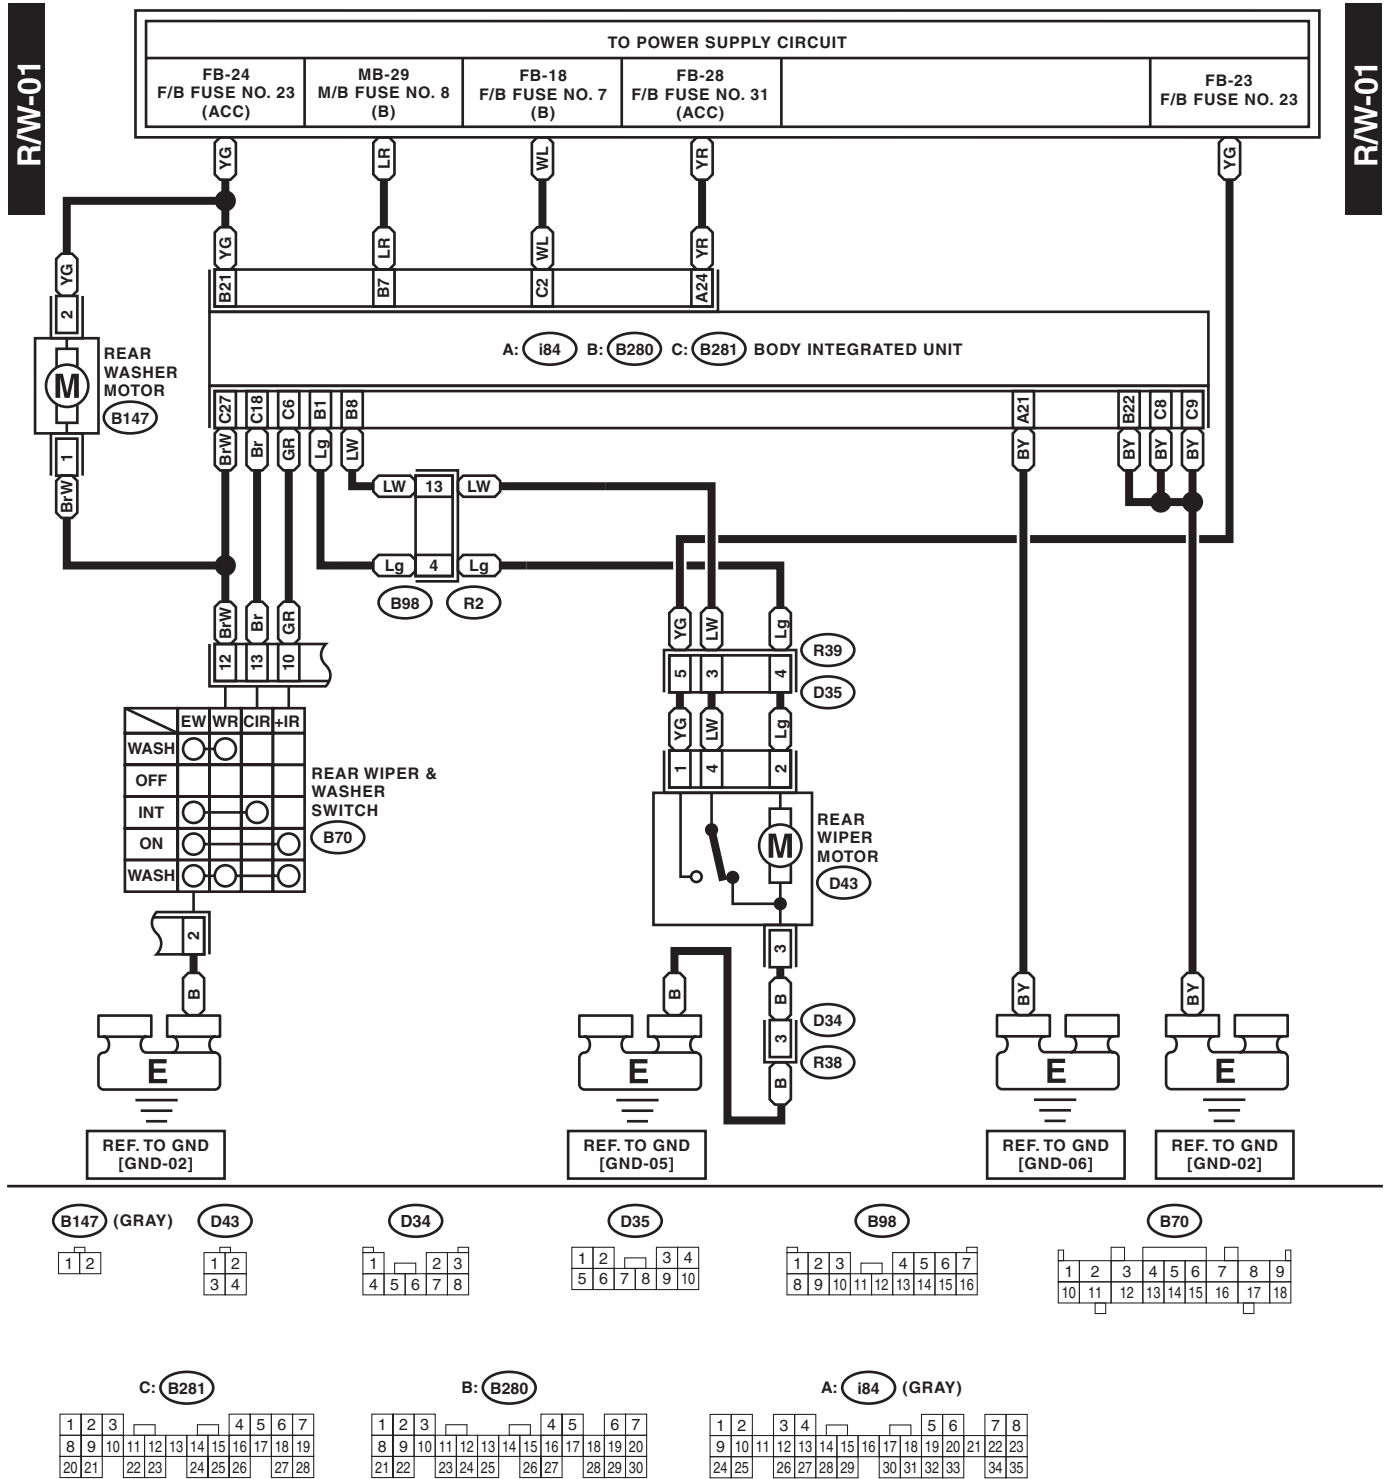 R/W-01
R/W-01
TO POWER SUPPLY CIRCUIT
FB-24
F/B FUSE NO. 23
(ACC)
MB-29
M/B FUSE NO. 8
(B)
FB-18
F/B FUSE NO. 7
(B)
FB-28
F/B FUSE NO. 31
(ACC)
FB-23
F/B FUSE NO. 23
YG LR WL YR YG
YG LR WL YR
YG
B21 B7 C2 A24
2
A: i84 B: B280 C: B281 BODY INTEGRATED UNIT
M
REAR
WASHER
MOTOR
B147
1
BrW
C27 C18 C6 B1 B8 A21 B22 C8 C9
BrW Br GR Lg LW BY BY BY BY
LW 13 LW
Lg 4 Lg
B98 R2
BrW Br GR
YG LW Lg
12 13 10
R39
5 3 4
D35
YG LW Lg
1 4 2
EW WR CIR +IR
WASH
OFF
INT
ON
WASH
REAR WIPER &
WASHER
SWITCH
B70
M
REAR
WIPER
MOTOR
D43
2
3
B
B
B
BY
BY
D34
3
R38
B
E
E
E
E
REF. TO GND
[GND-02]
REF. TO GND
[GND-05]
REF. TO GND
[GND-06]
REF. TO GND
[GND-02]
B147 (GRAY) D43 D34 D35 B98 B70
1 2
1 2
3 4
1 2 3
4 5 6 7 8
1 2 3 4
5 6 7 8 9 10
1 2 3 4 5 6 7
8 9 10 11 12 13 14 15 16
1 2 3 4 5 6 7 8 9
10 11 12 13 14 15 16 17 18
C: B281
1 2 3 4 5 6 7
8 9 10 11 12 13 14 15 16 17 18 19
20 21 22 23 24 25 26 27 28
B: B280
1 2 3 4 5 6 7
8 9 10 11 12 13 14 15 16 17 18 19 20
21 22 23 24 25 26 27 28 29 30
A: i84 (GRAY)
1 2 3 4 5 6 7 8
9 10 11 12 13 14 15 16 17 18 19 20 21 22 23
24 25 26 27 28 29 30 31 32 33 34 35